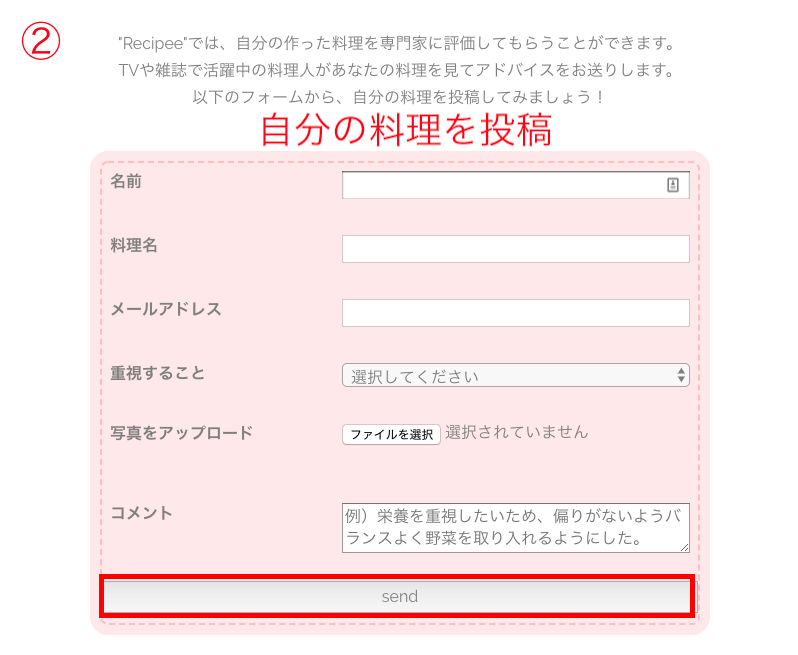 ②
"Recipee"では、自分の作った料理を専門家に評価してもらうことができます。
TVや雑誌で活躍中の料理人があなたの料理を見てアドバイスをお送りします。
以下のフォームから、自分の料理を投稿してみましょう！
自分の料理を投稿
名前
料理名
メールアドレス
重視すること 選択してください
写真をアップロード ファイルを選択 選択されていません
コメント 例）栄養を重視したいため、偏りがないようバ
ランスよく野菜を取り入れるようにした。
send